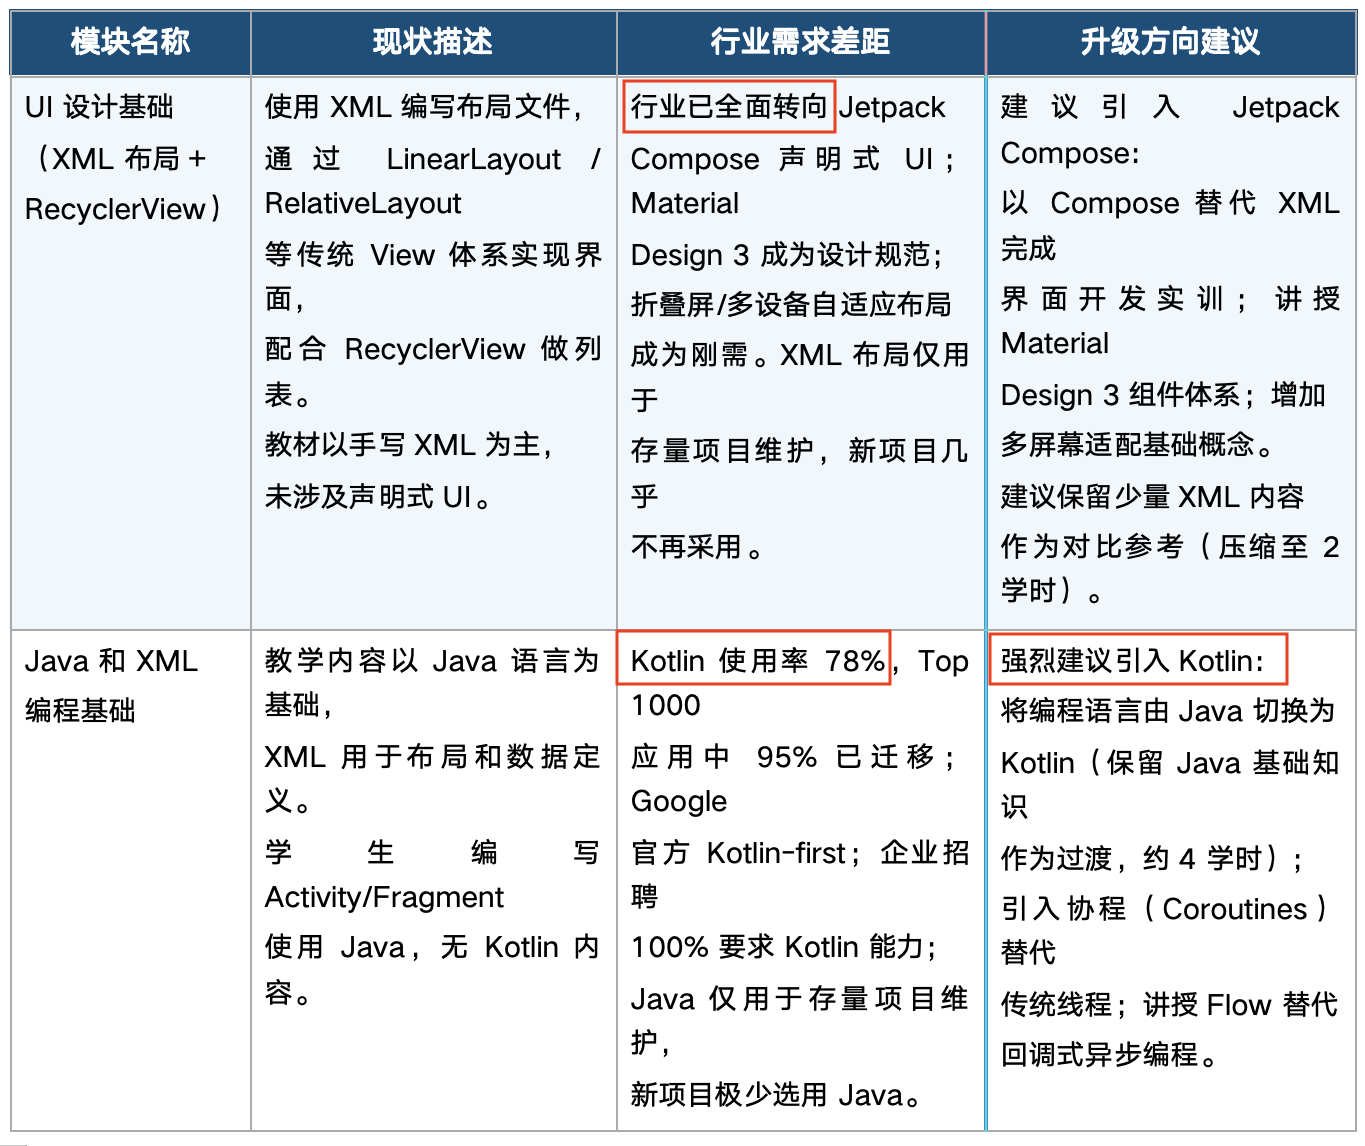 模块名称
现状描述
行业需求差距
升级方向建议
UI 设计基础
（XML 布局 +
RecyclerView）
使用 XML 编写布局文件，
通过 LinearLayout /
RelativeLayout
等传统 View 体系实现界
面，
配合 RecyclerView 做列
表。
教材以手写 XML 为主，
未涉及声明式 UI。
行业已全面转向 Jetpack
Compose 声明式 UI；
Material
Design 3 成为设计规范；
折叠屏/多设备自适应布局
成为刚需。XML 布局仅用
于
存量项目维护，新项目几
乎
不再采用。
建议引入 Jetpack
Compose:
以 Compose 替代 XML
完成
界面开发实训；讲授
Material
Design 3 组件体系；增加
多屏幕适配基础概念。
建议保留少量 XML 内容
作为对比参考（压缩至 2
学时）。
Java 和 XML
编程基础
教学内容以 Java 语言为
基础，
XML 用于布局和数据定
义。
学生编写
Activity/Fragment
使用 Java，无 Kotlin 内
容。
Kotlin 使用率 78%，Top
1000
应用中 95% 已迁移；
Google
官方 Kotlin-first；企业招
聘
100% 要求 Kotlin 能力；
Java 仅用于存量项目维
护，
新项目极少选用 Java。
强烈建议引入 Kotlin:
将编程语言由 Java 切换为
Kotlin（保留 Java 基础知
识
作为过渡，约 4 学时）；
引入协程（Coroutines）
替代
传统线程；讲授 Flow 替代
回调式异步编程。